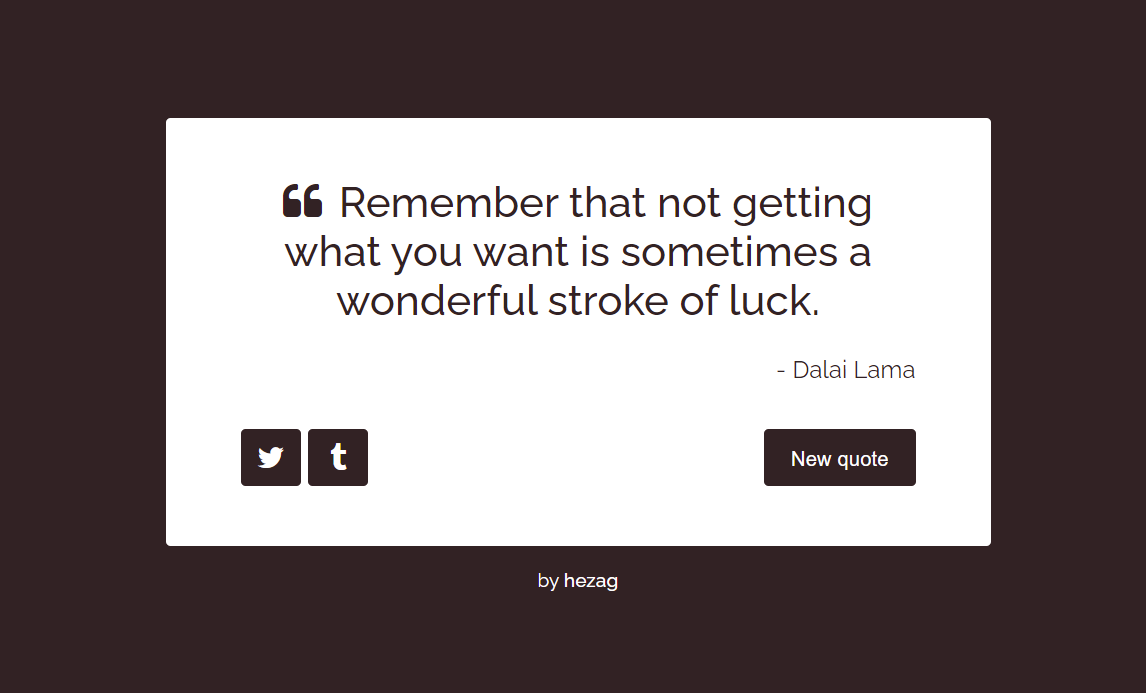 ❝ Remember that not getting
what you want is sometimes a
wonderful stroke of luck.
- Dalai Lama
New quote
by hezag